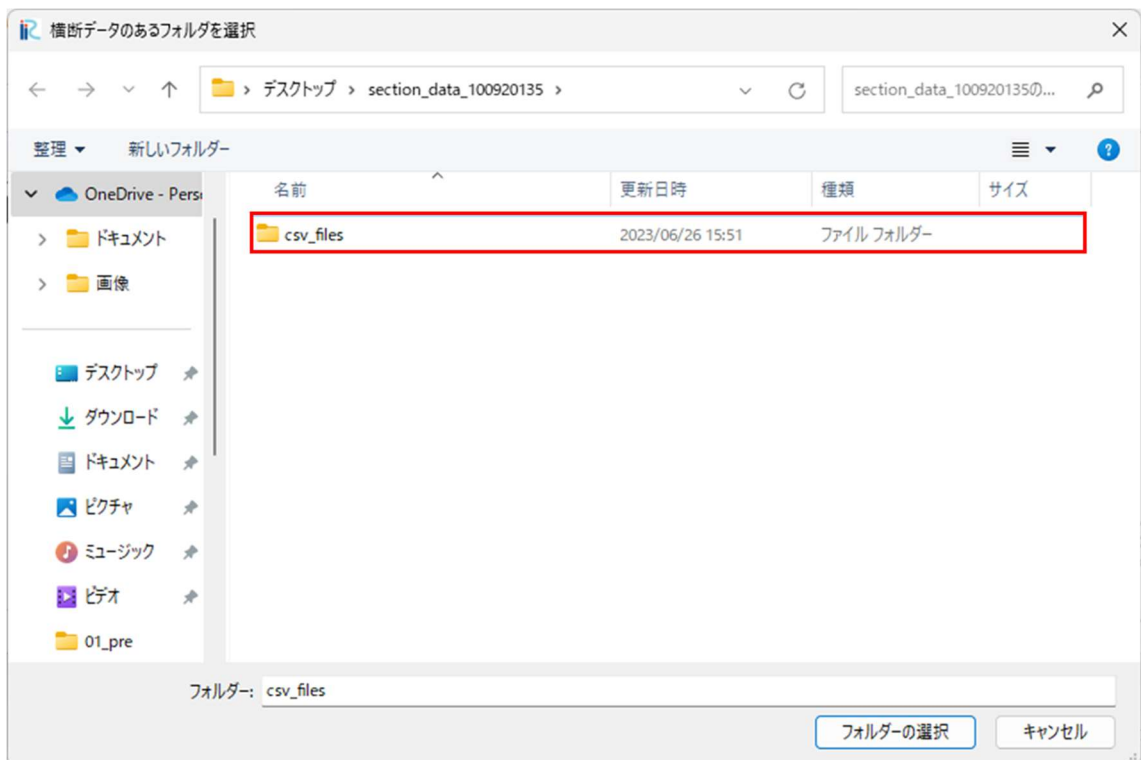 横断データのあるフォルダを選択
デスクトップ › section_data_100920135 ›
section_data_100920135の...
整理 新しいフォルダー
OneDrive - Pers
名前 更新日時 種類 サイズ
ドキュメント
csv_files 2023/06/26 15:51 ファイル フォルダー
画像
デスクトップ
ダウンロード
ドキュメント
ピクチャ
ミュージック
ビデオ
01_pre
フォルダー: csv_files
フォルダーの選択 キャンセル